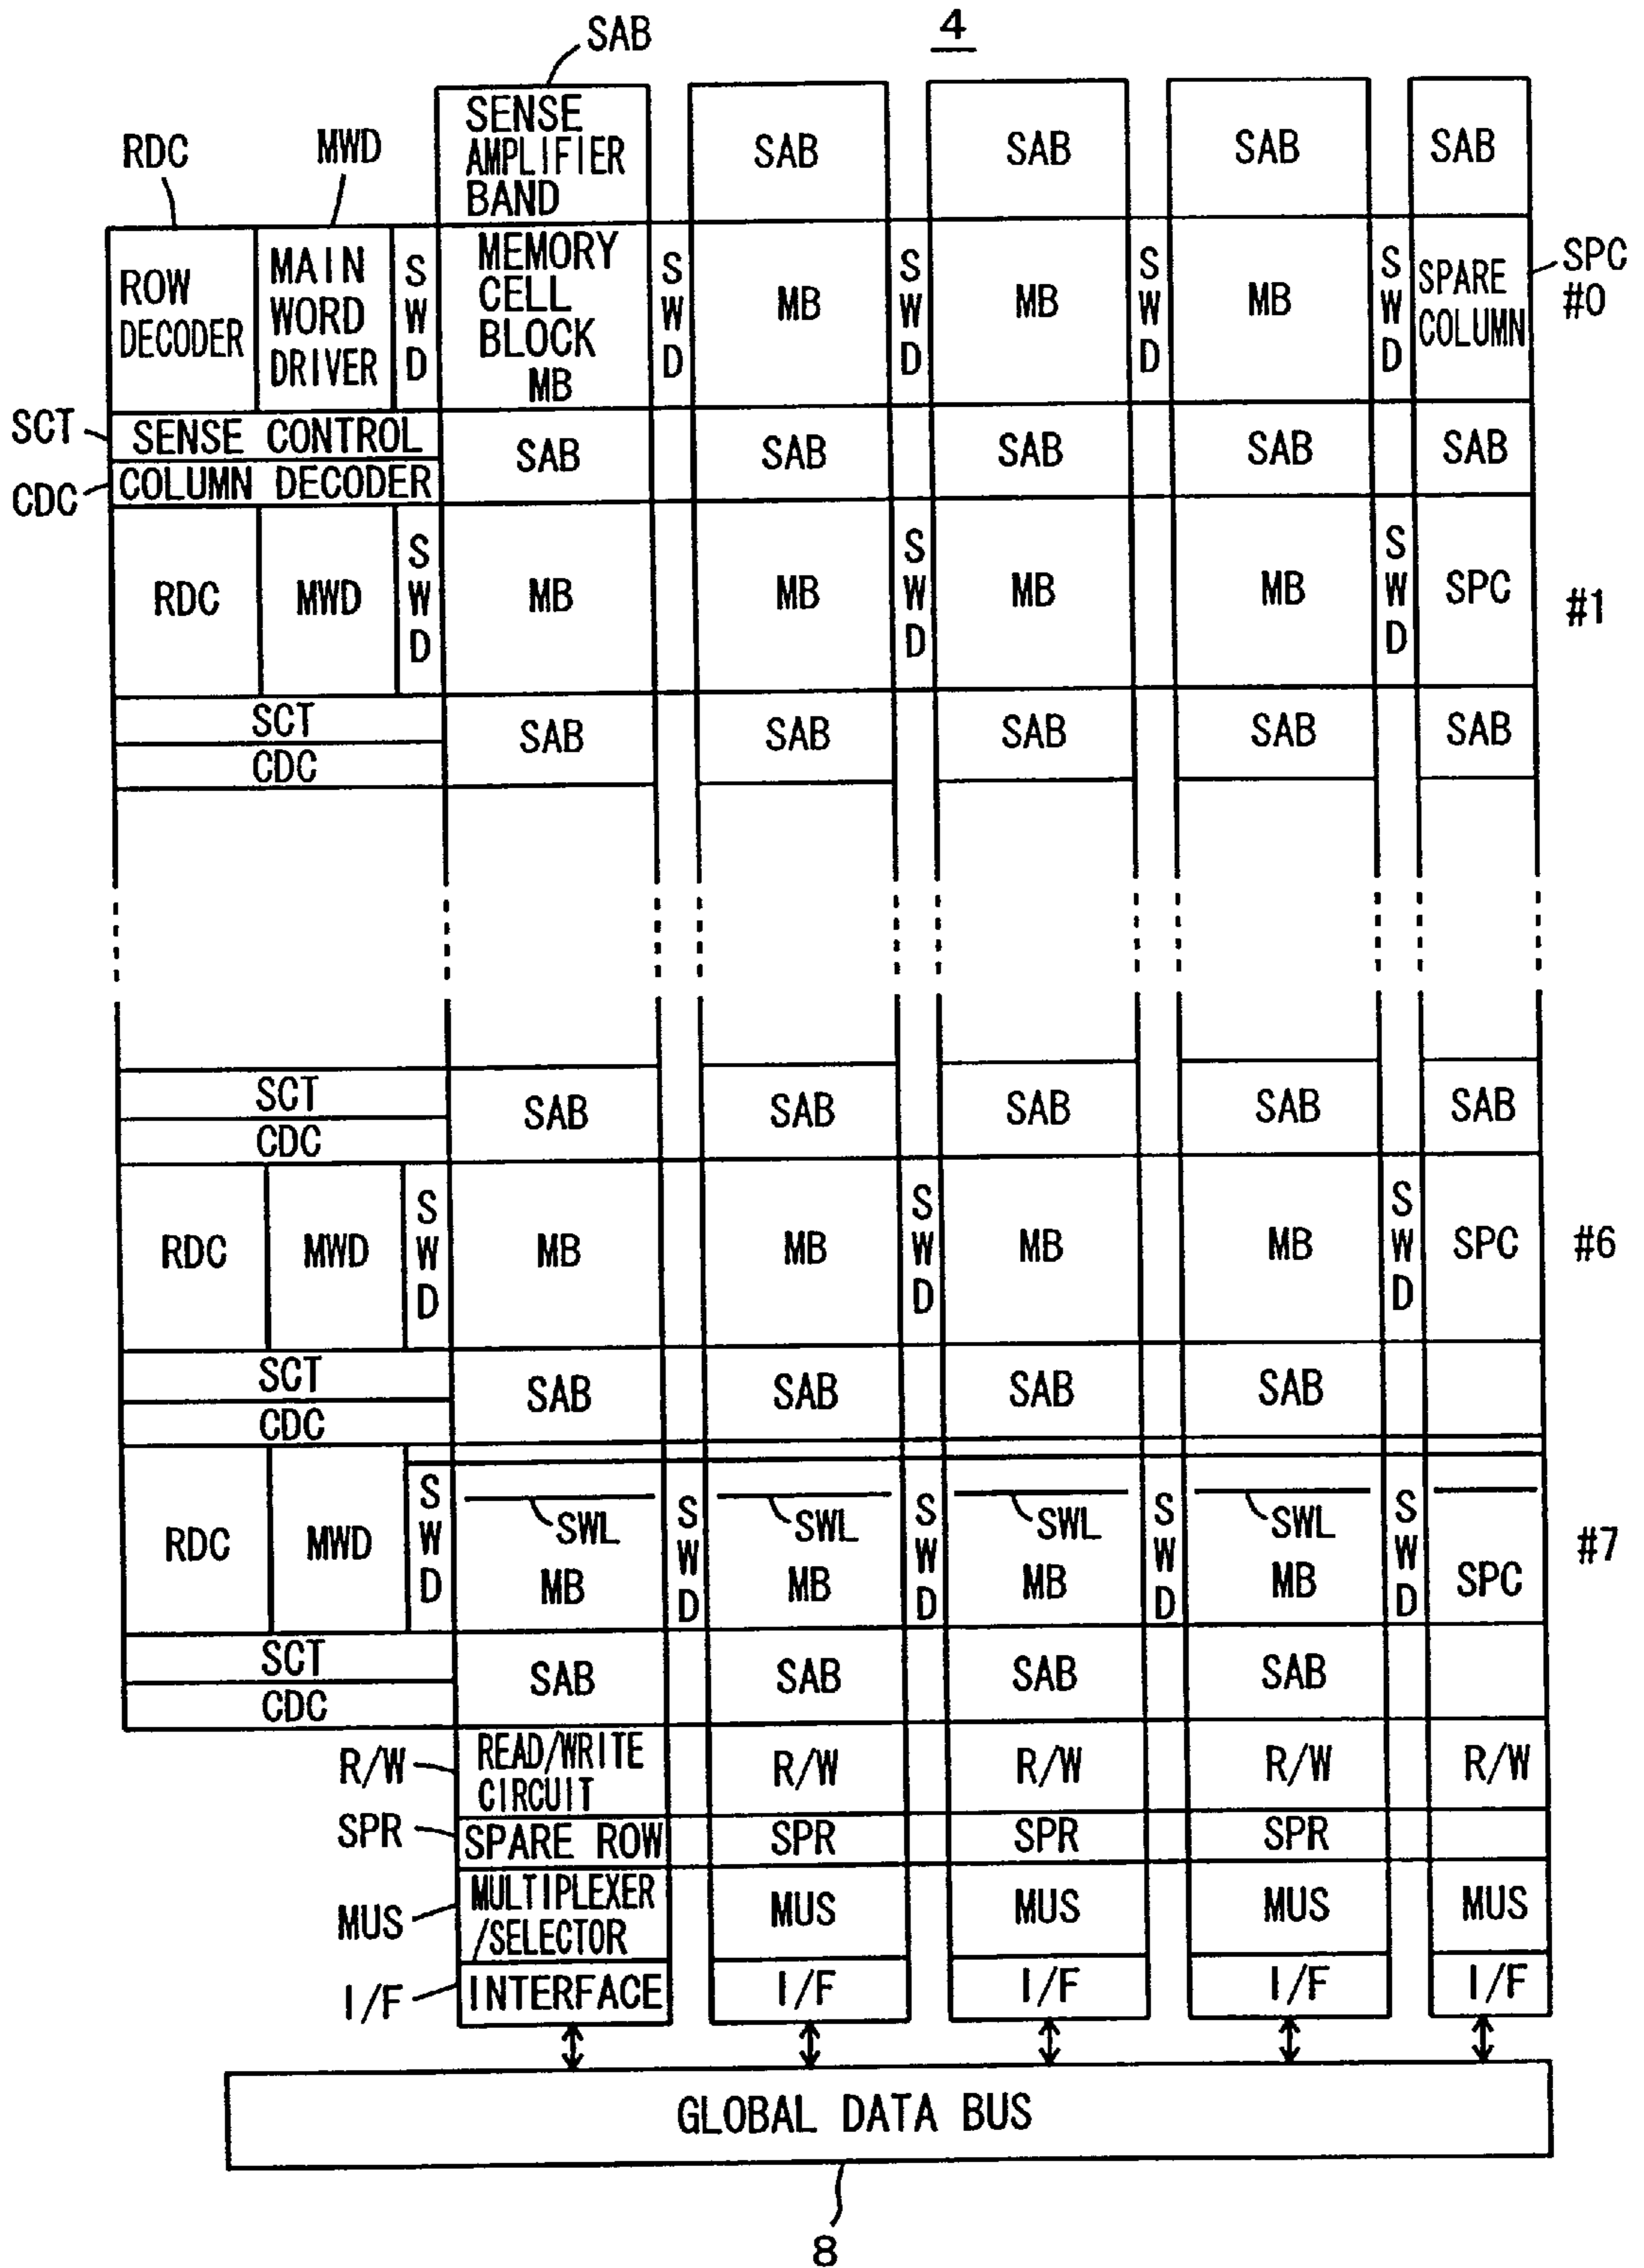 4
SAB
SENSE AMPLIFIER BAND
SAB
SAB
SAB
SAB
RDC
MWD
ROW DECODER
MAIN WORD DRIVER
SWD
MEMORY CELL BLOCK MB
SWD
MB
SWD
MB
SWD
MB
SWD
SPARE COLUMN
SPC
#0
SCT
SENSE CONTROL
CDC
COLUMN DECODER
SAB
SAB
SAB
SAB
SAB
RDC
MWD
SWD
MB
MB
SWD
MB
MB
SWD
SPC
#1
SCT
CDC
SAB
SAB
SAB
SAB
SAB
SCT
CDC
SAB
SAB
SAB
SAB
SAB
RDC
MWD
SWD
MB
MB
SWD
MB
MB
SWD
SPC
#6
SCT
CDC
SAB
SAB
SAB
SAB
RDC
MWD
SWD
SWL
MB
SWD
SWL
MB
SWD
SWL
MB
SWD
SWL
MB
SWD
SPC
#7
SCT
CDC
SAB
SAB
SAB
SAB
R/W
READ/WRITE CIRCUIT
R/W
R/W
R/W
R/W
SPR
SPARE ROW
SPR
SPR
SPR
MUS
MULTIPLEXER /SELECTOR
MUS
MUS
MUS
MUS
I/F
INTERFACE
I/F
I/F
I/F
I/F
GLOBAL DATA BUS
8